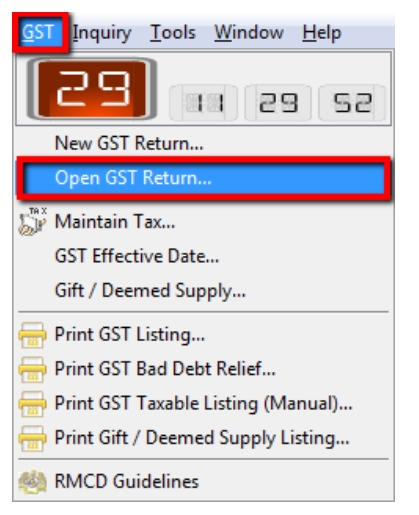 GST Inquiry Tools Window Help
29 11 29 52
New GST Return...
Open GST Return...
TAX
Maintain Tax...
GST Effective Date...
Gift / Deemed Supply...
Print GST Listing...
Print GST Bad Debt Relief...
Print GST Taxable Listing (Manual)...
Print Gift / Deemed Supply Listing...
RMCD Guidelines